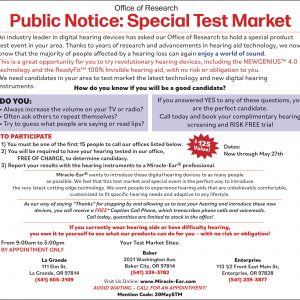 Office of Research
Public Notice: Special Test Market
An industry leader in digital hearing devices has asked our Office of Research to hold a special product
test event in your area. Thanks to years of research and advancements in hearing aid technology, we now
know that the majority of people affected by a hearing loss can again enjoy a world of sound.
This is a great opportunity for you to try revolutionary hearing devices, including the NEWGENIUS™ 4.0
technology and the ReadyFit™ 100% Invisible hearing aid, with no risk or obligation to you.
We need candidates in your area to test market the latest technology and new digital hearing
instruments.
How do you know if you will be a good candidate?
DO YOU:
• Always increase the volume on your TV or radio?
• Often ask others to repeat themselves?
• Try to guess what people are saying or read lips?
If you answered YES to any of these questions, you
are the perfect candidate.
Call today and book your complimentary hearing
screening and RISK FREE trial
TO PARTICIPATE
1) You must be one of the first 15 people to call our offices listed below.
2) You will be required to have your hearing tested in our office,
FREE OF CHARGE, to determine candidacy.
3) Report your results with the hearing instruments to a Miracle-Ear® professional.
$125
Value!
Dates:
Now through May 27th
Miracle-Ear® wants to introduce these digital hearing devices to as many people
as possible. We feel that this test market and special event is the perfect way to introduce
the very latest cutting edge technology. We want people to experience hearing aids that are unbelievably comfortable,
customized to fit specific hearing needs and adaptive to any lifestyle.
As our way of saying "Thanks" for stopping by and allowing us to test your hearing and introduce these new
devices, you will receive a FREE* Caption Call Phone, which transcribes phone calls and voicemails.
Call today, quantities are limited to stock in the office!
If you currently wear hearing aids or have difficulty hearing,
you owe it to yourself to see what our products can do for you - with no risk or obligation!
From 9:00am to 5:00pm
BY APPOINTMENT ONLY
Your Test Market Sites:
La Grande
111 Elm St.
La Grande, OR 97850
(541) 605-2109
Baker
2021 Washington Ave.
Baker City, OR 97814
(541) 239-3782
Enterprise
113 1/2 Front East Main St,
Enterprise, OR 97828
(541) 239-3877
Visit Us Online: www.Miracle-Ear.com
AVOID WAITING - CALL FOR AN APPOINTMENT!
Mention Code: 20MaySTM